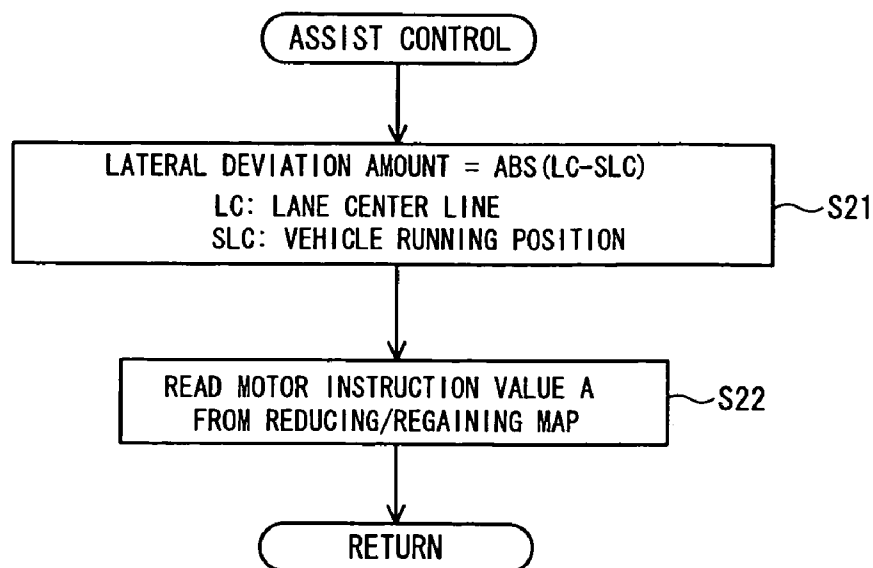 ASSIST CONTROL
LATERAL DEVIATION AMOUNT = ABS(LC-SLC)
LC: LANE CENTER LINE
SLC: VEHICLE RUNNING POSITION
S21
READ MOTOR INSTRUCTION VALUE A
FROM REDUCING/REGAINING MAP
S22
RETURN